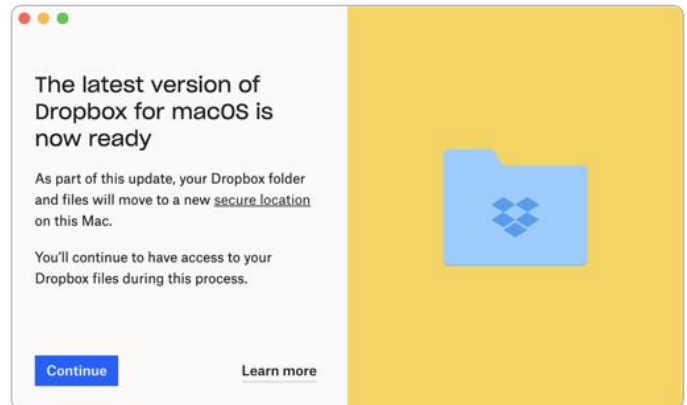 The latest version of
Dropbox for macOS is
now ready
As part of this update, your Dropbox folder
and files will move to a new secure location
on this Mac.
You'll continue to have access to your
Dropbox files during this process.
Continue
Learn more